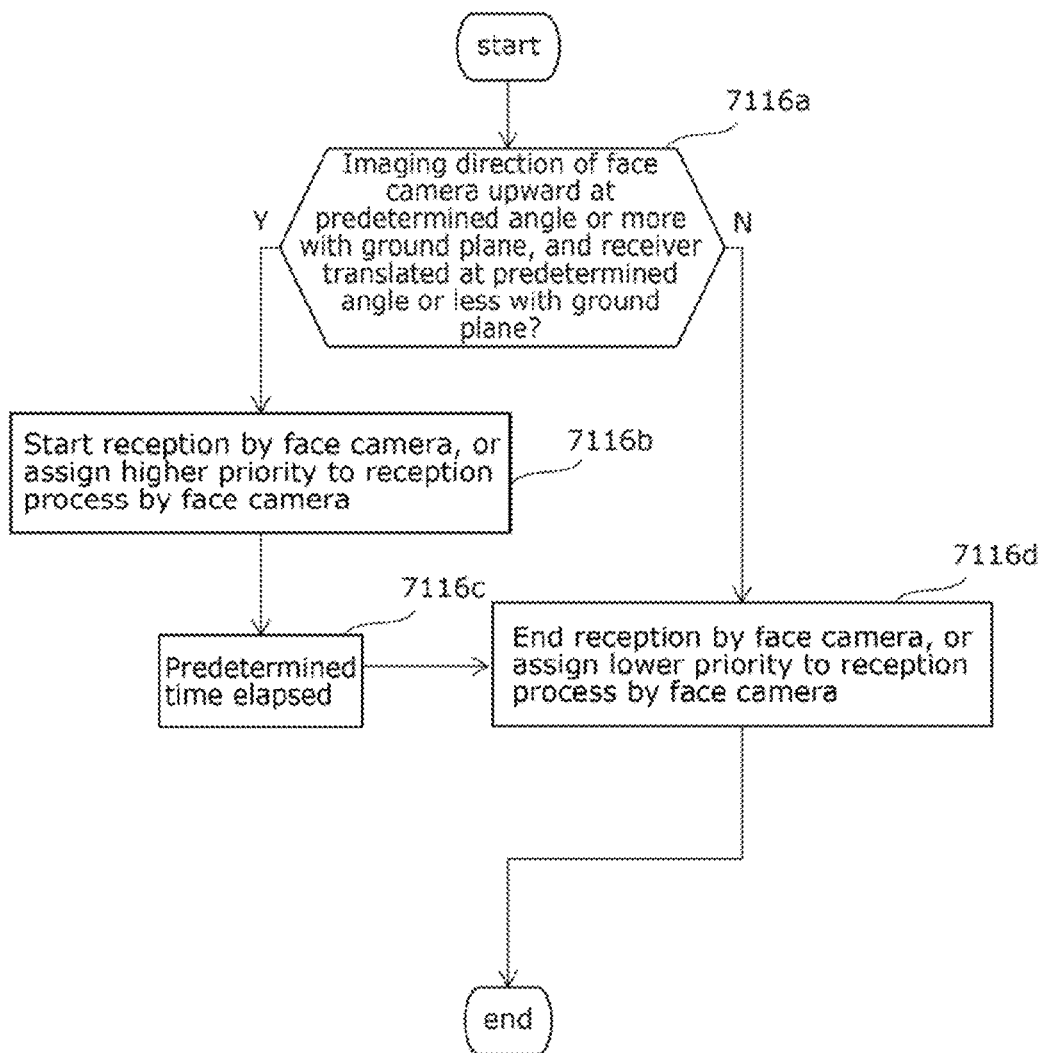 start
7116a
Imaging direction of face
camera upward at
predetermined angle or more
with ground plane, and receiver
translated at predetermined
angle or less with ground
plane?
Y
N
Start reception by face camera, or
assign higher priority to reception
process by face camera
7116b
7116c
Predetermined
time elapsed
7116d
End reception by face camera, or
assign lower priority to reception
process by face camera
end